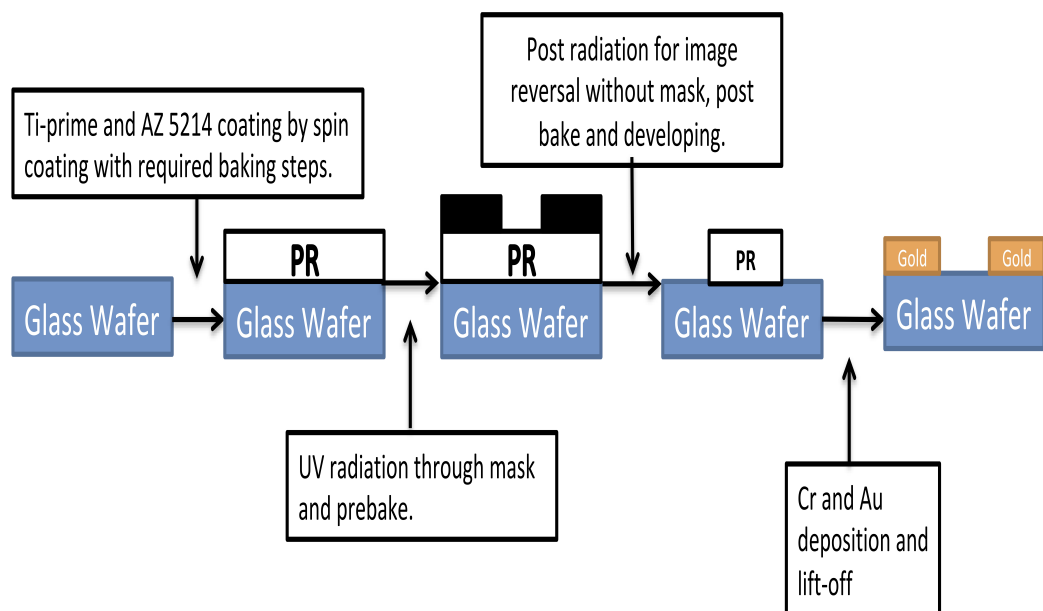 Post radiation for image
reversal without mask, post
bake and developing.
Ti-prime and AZ 5214 coating by spin
coating with required baking steps.
PR
PR
PR
Gold
Gold
Glass Wafer
Glass Wafer
Glass Wafer
Glass Wafer
Glass Wafer
UV radiation through mask
and prebake.
Cr and Au
deposition and
lift-off